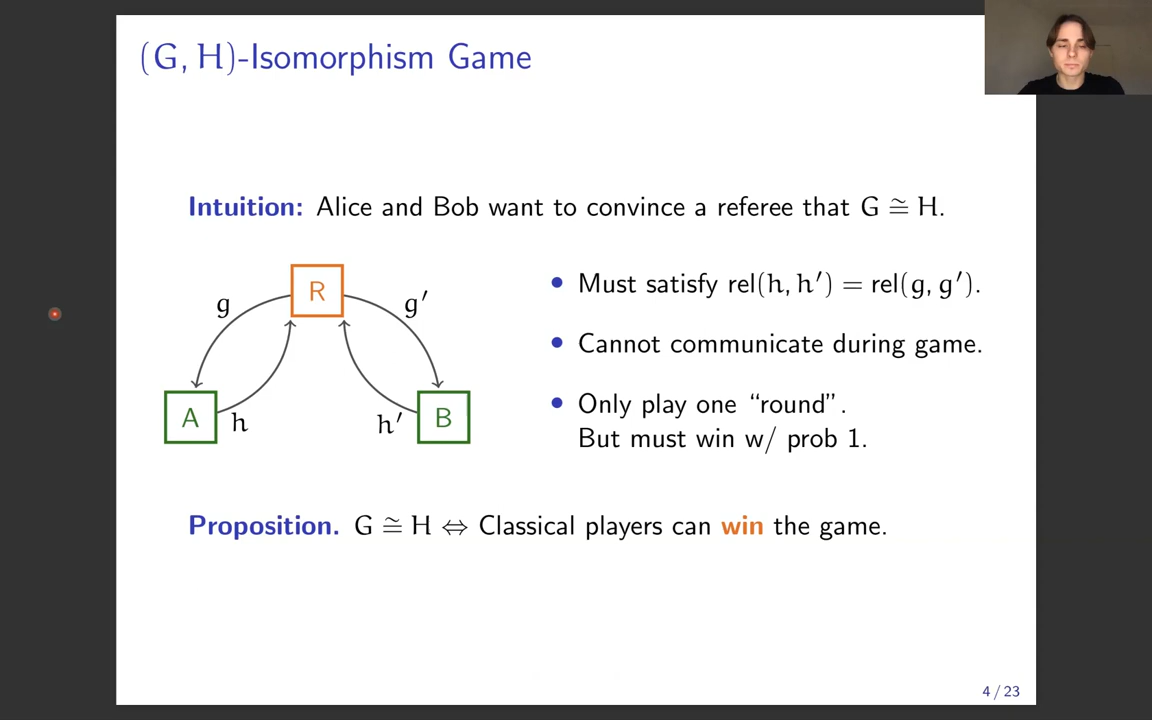 (G, H)-Isomorphism Game
Intuition: Alice and Bob want to convince a referee that G ≅ H.
R
g
g′
A
h
h′
B
• Must satisfy rel(h, h′) = rel(g, g′).
• Cannot communicate during game.
• Only play one “round”.
But must win w/ prob 1.
Proposition. G ≅ H ⇔ Classical players can win the game.
4 / 23